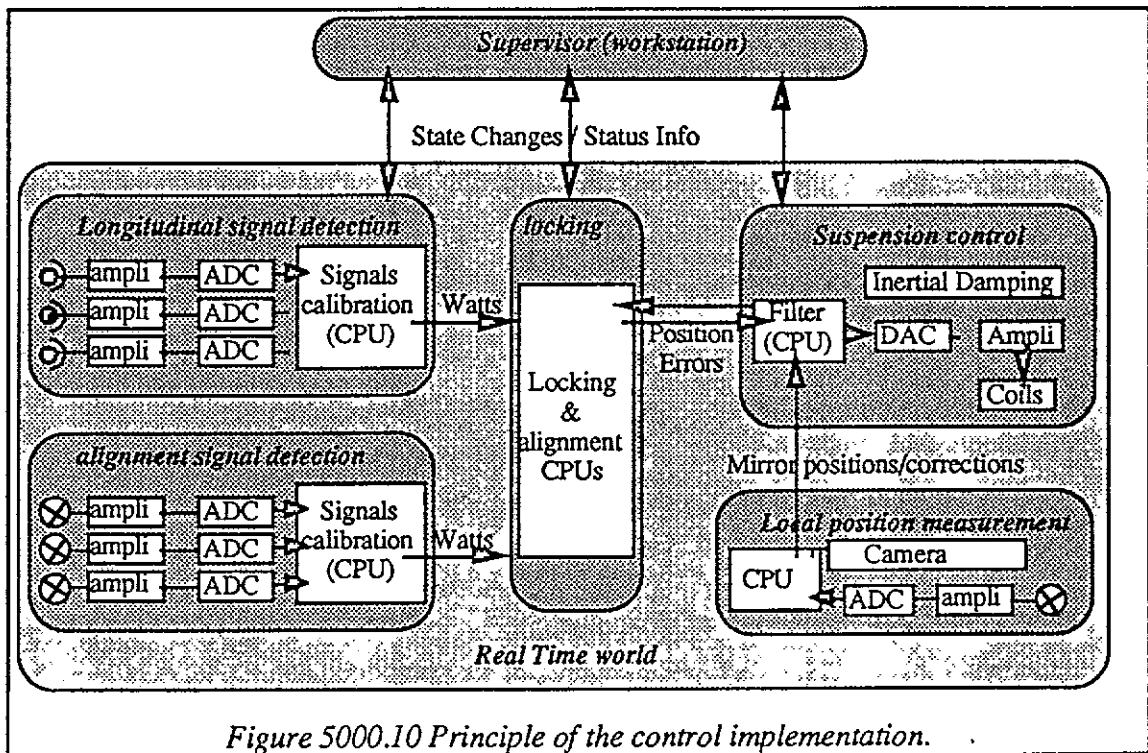 Supervisor (workstation)
State Changes / Status Info
Longitudinal signal detection
ampli
ADC
ampli
ADC
ampli
ADC
Signals
calibration
(CPU)
Watts
locking
Locking
&
alignment
CPUs
Position
Errors
Suspension control
Inertial Damping
Filter
(CPU)
DAC
Ampli
Coils
alignment signal detection
ampli
ADC
ampli
ADC
ampli
ADC
Signals
calibration
(CPU)
Watts
Mirror positions/corrections
Local position measurement
Camera
CPU
ADC
ampli
Real Time world
Figure 5000.10 Principle of the control implementation.